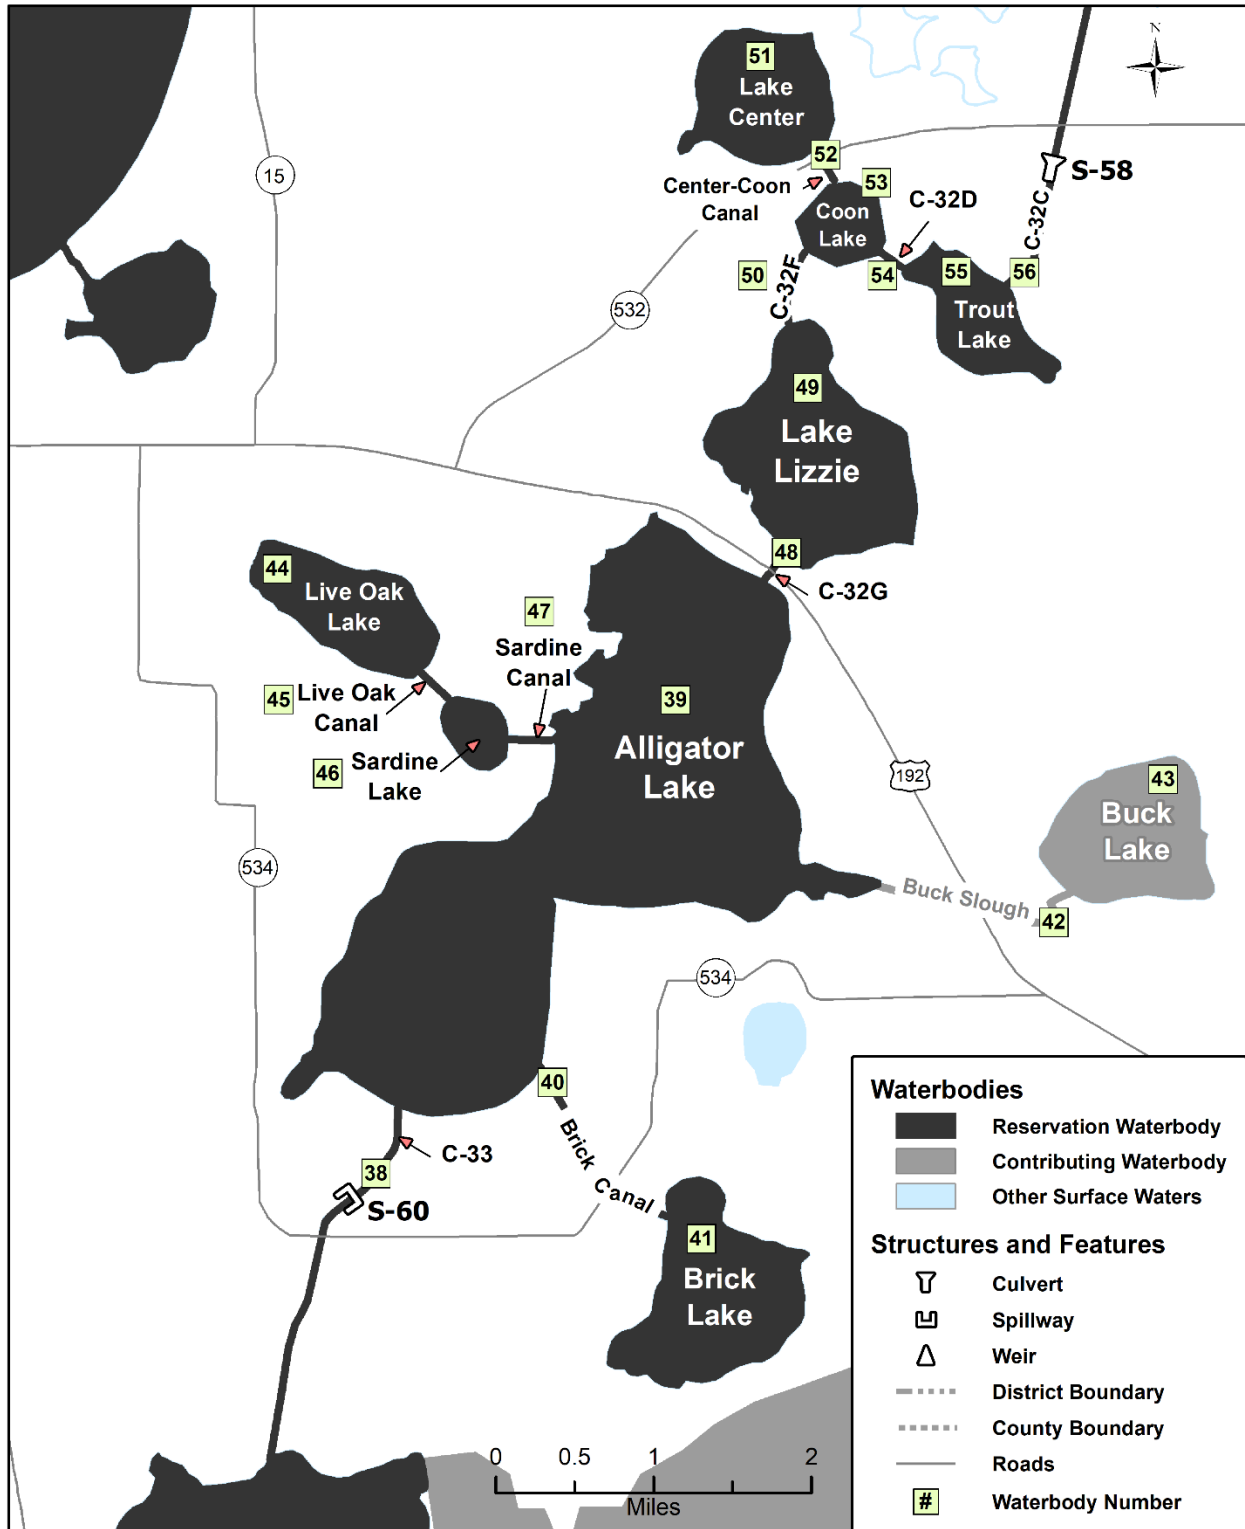 51
Lake
Center
N
15
52
Center-Coon
Canal
53
Coon
Lake
C-32D
S-58
C-32C
50
C-32F
54
55
56
Trout
Lake
532
49
Lake
Lizzie
48
C-32G
44
Live Oak
Lake
47
Sardine
Canal
45
Live Oak
Canal
39
Alligator
Lake
46
Sardine
Lake
192
43
Buck
Lake
534
Buck Slough
42
534
40
Brick Canal
C-33
38
S-60
41
Brick
Lake
0 0.5 1 2
Miles
Waterbodies
Reservation Waterbody
Contributing Waterbody
Other Surface Waters
Structures and Features
Culvert
Spillway
Weir
District Boundary
County Boundary
Roads
# Waterbody Number